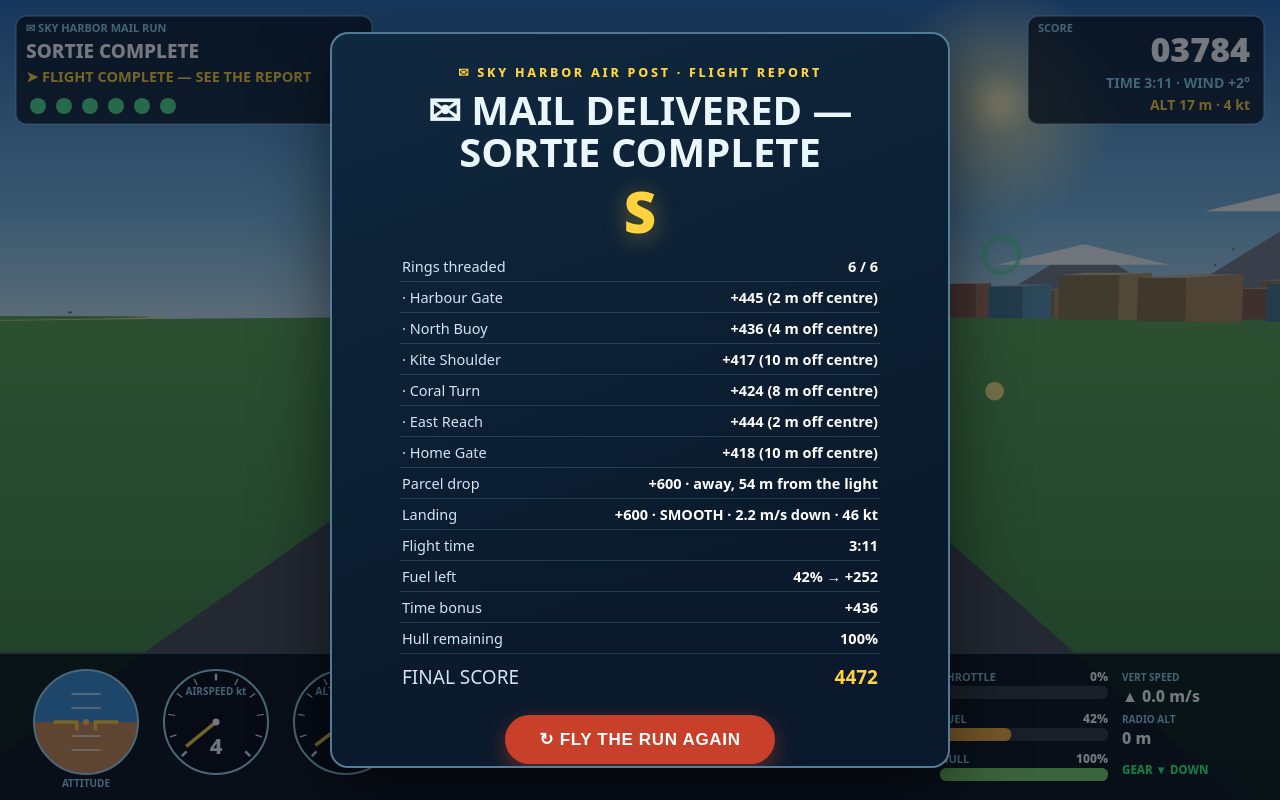 ✉ SKY HARBOR MAIL RUN
SORTIE COMPLETE
➤ FLIGHT COMPLETE — SEE THE REPORT
SCORE
03784
TIME 3:11 · WIND +2°
ALT 17 m · 4 kt
✉ SKY HARBOR AIR POST · FLIGHT REPORT
✉ MAIL DELIVERED —
SORTIE COMPLETE
S
Rings threaded 6 / 6
· Harbour Gate +445 (2 m off centre)
· North Buoy +436 (4 m off centre)
· Kite Shoulder +417 (10 m off centre)
· Coral Turn +424 (8 m off centre)
· East Reach +444 (2 m off centre)
· Home Gate +418 (10 m off centre)
Parcel drop +600 · away, 54 m from the light
Landing +600 · SMOOTH · 2.2 m/s down · 46 kt
Flight time 3:11
Fuel left 42% → +252
Time bonus +436
Hull remaining 100%
FINAL SCORE 4472
↻ FLY THE RUN AGAIN
ATTITUDE
AIRSPEED kt
4
AL
HROTTLE 0%
UEL 42%
ULL 100%
VERT SPEED
▲ 0.0 m/s
RADIO ALT
0 m
GEAR ▼ DOWN